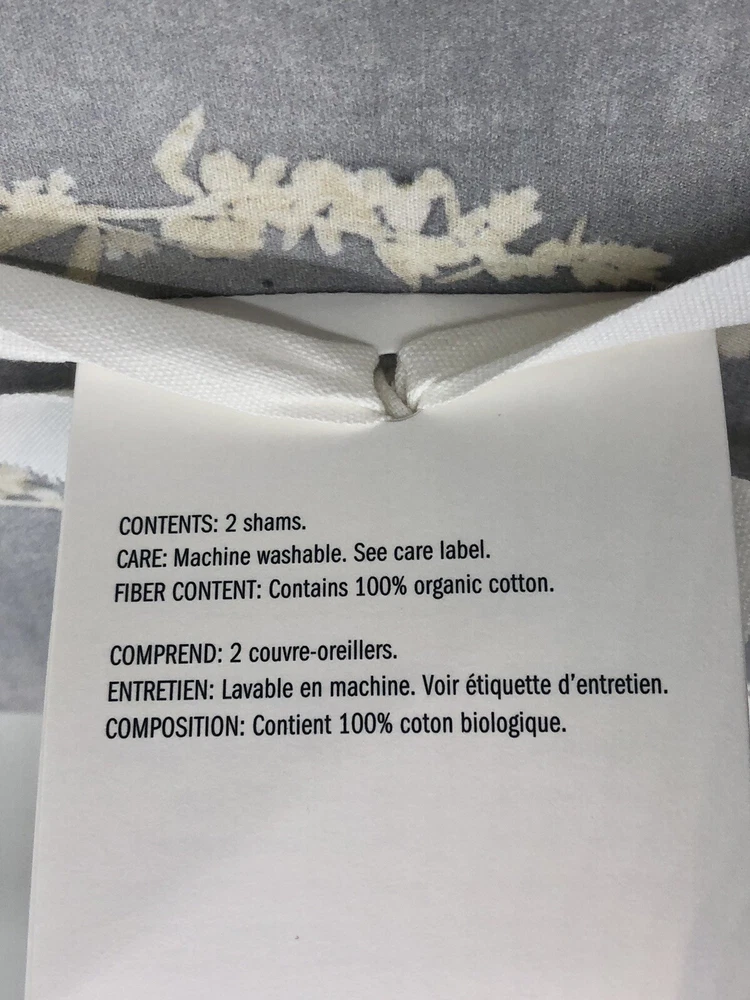 CONTENTS: 2 shams.
CARE: Machine washable. See care label.
FIBER CONTENT: Contains 100% organic cotton.
COMPREND: 2 couvre-oreillers.
ENTRETIEN: Lavable en machine. Voir étiquette d'entretien.
COMPOSITION: Contient 100% coton biologique.